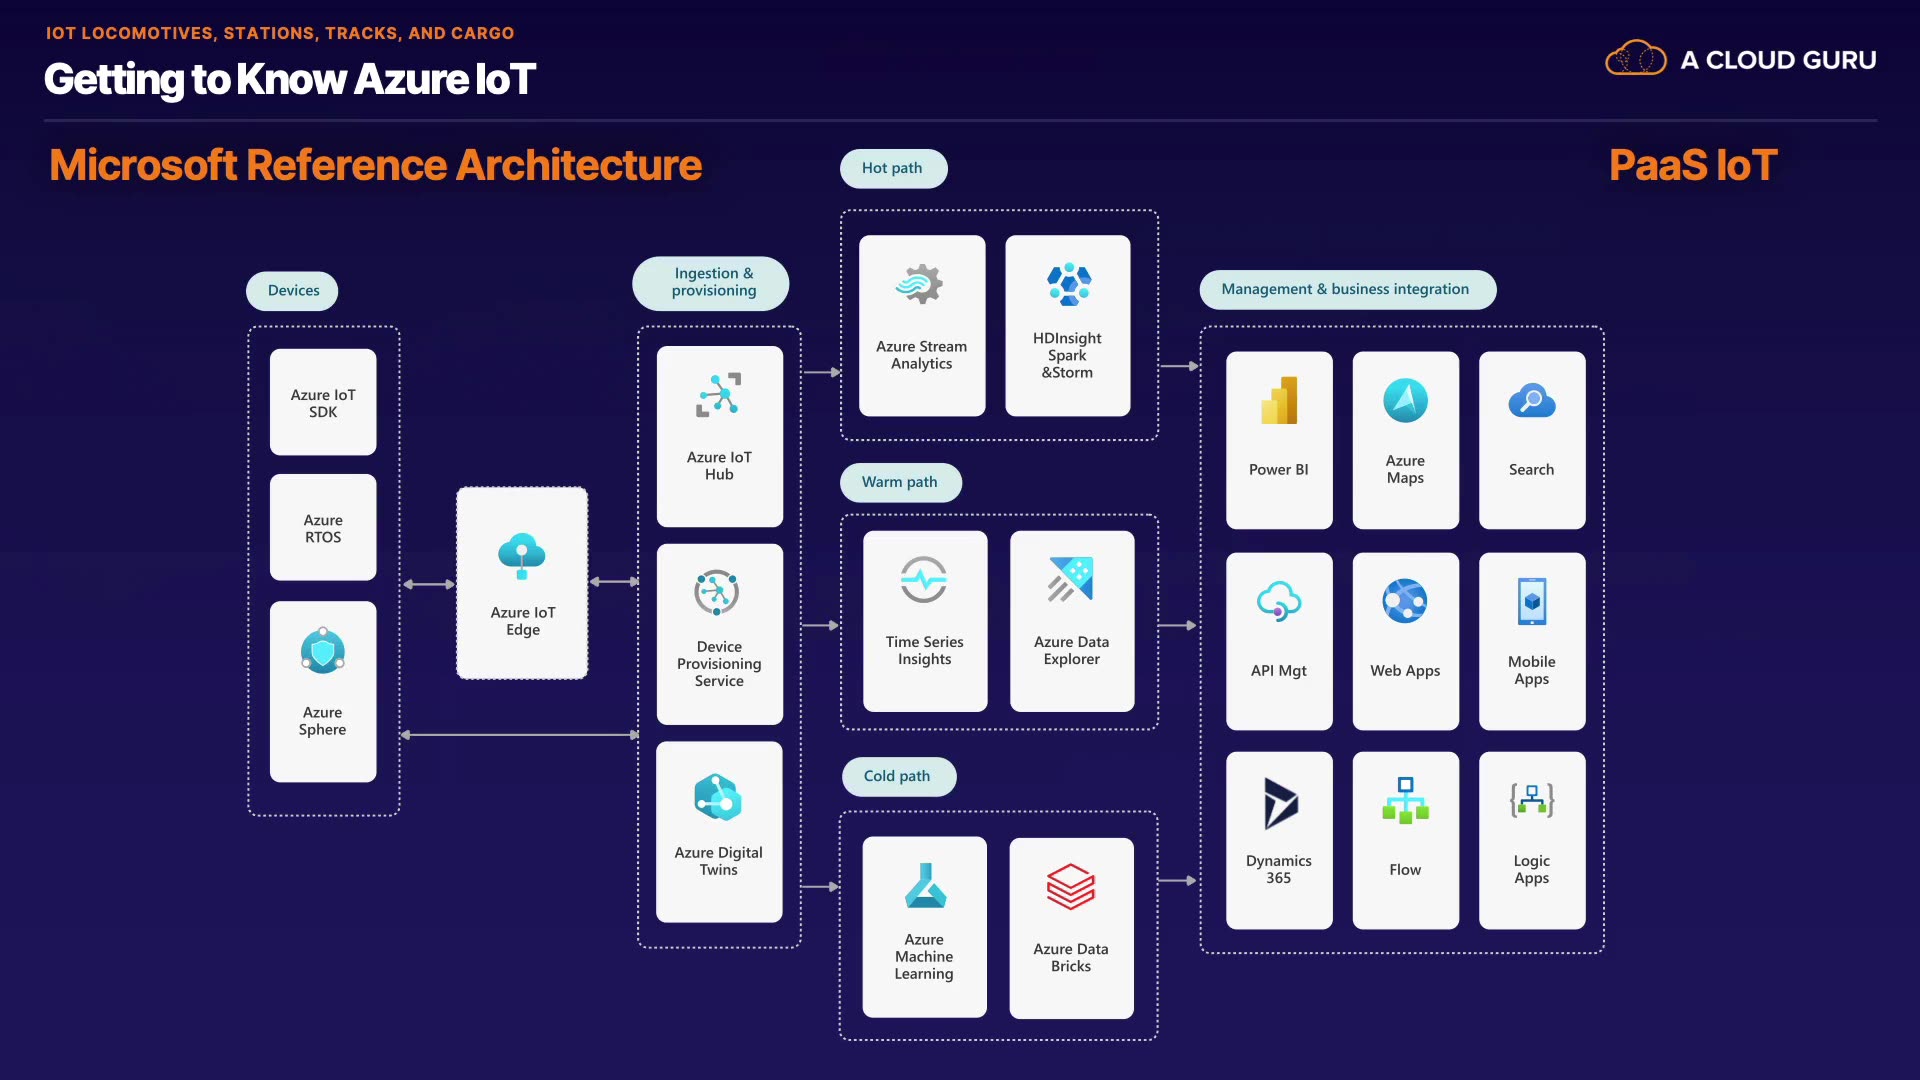 IOT LOCOMOTIVES, STATIONS, TRACKS, AND CARGO
Getting to Know Azure IoT
A CLOUD GURU
Microsoft Reference Architecture
PaaS IoT
Devices
Azure IoT
SDK
Azure
RTOS
Azure
Sphere
Azure IoT
Edge
Ingestion &
provisioning
Azure IoT
Hub
Device
Provisioning
Service
Azure Digital
Twins
Hot path
Azure Stream
Analytics
HDInsight
Spark
&Storm
Warm path
Time Series
Insights
Azure Data
Explorer
Cold path
Azure
Machine
Learning
Azure Data
Bricks
Management & business integration
Power BI
Azure
Maps
Search
API Mgt
Web Apps
Mobile
Apps
Dynamics
365
Flow
Logic
Apps